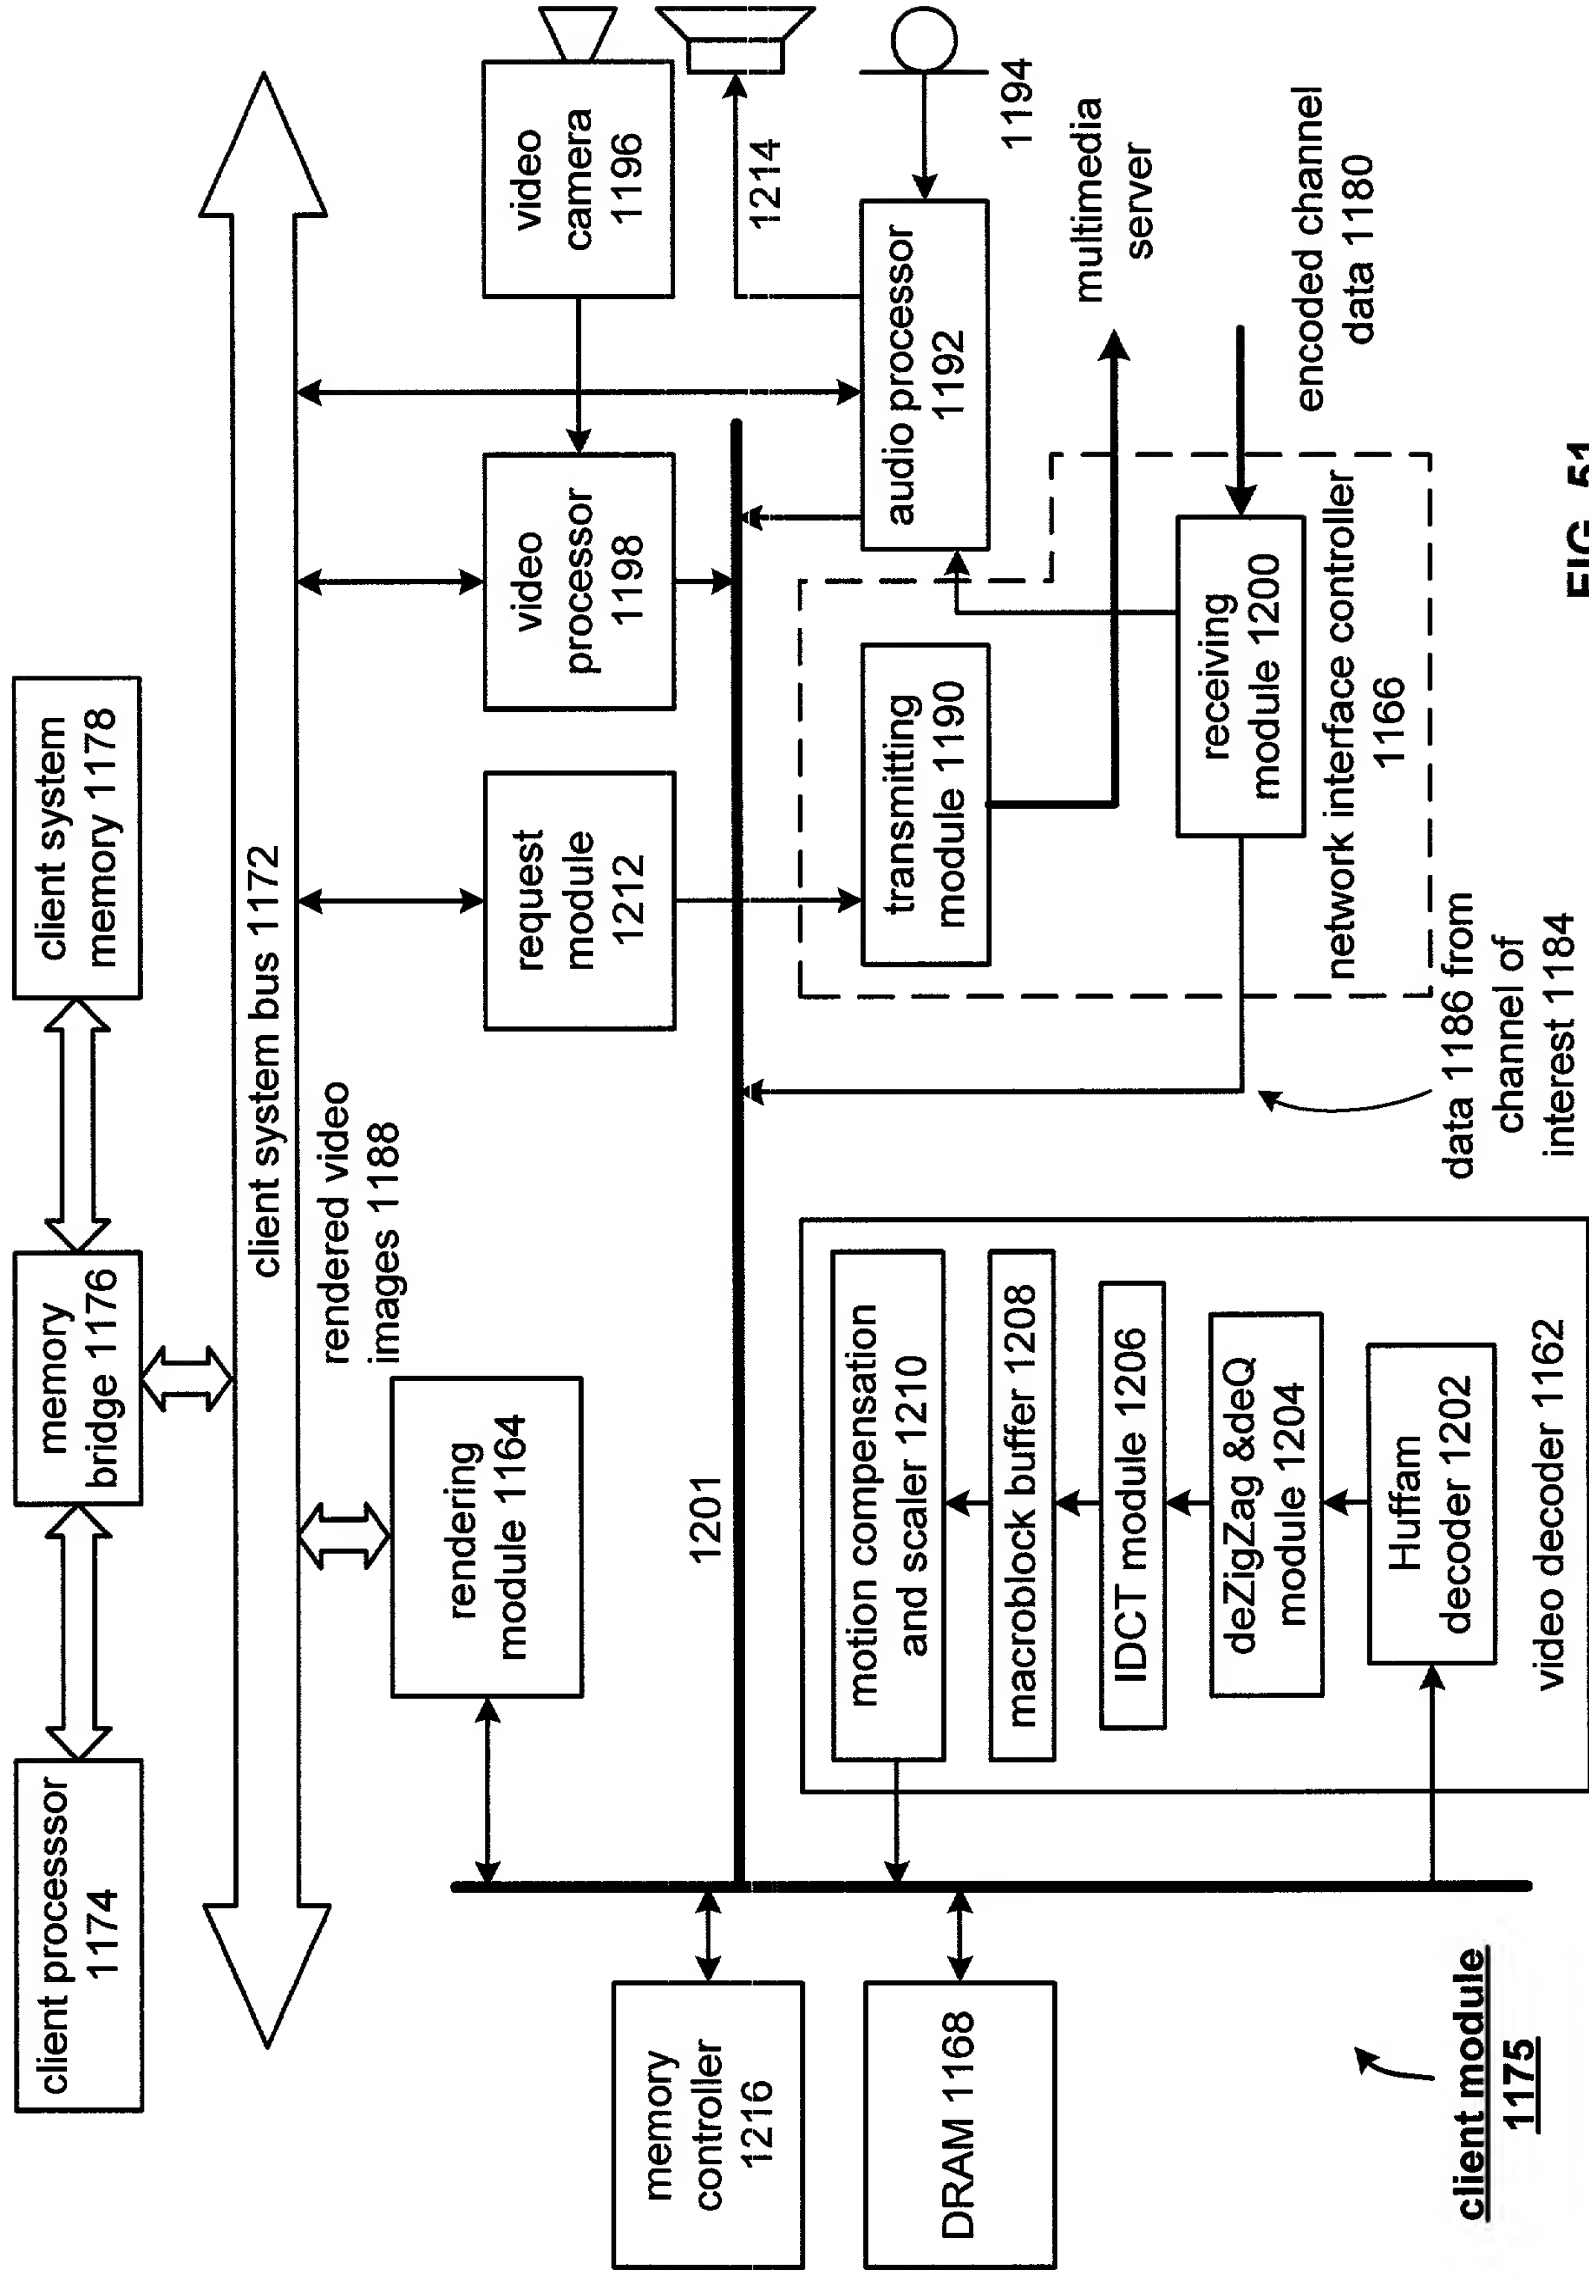 client processsor
1174
memory
bridge 1176
client system
memory 1178
client system bus 1172
rendered video
images 1188
rendering
module 1164
request
module
1212
video
processor
1198
video
camera
1196
1201
1214
memory
controller
1216
DRAM 1168
motion compensation
and scaler 1210
macroblock buffer 1208
IDCT module 1206
deZigZag &deQ
module 1204
Huffam
decoder 1202
video decoder 1162
transmitting
module 1190
audio processor
1192
1194
multimedia
server
receiving
module 1200
network interface controller
1166
encoded channel
data 1180
data 1186 from
channel of
interest 1184
client module
1175
FIG. 51